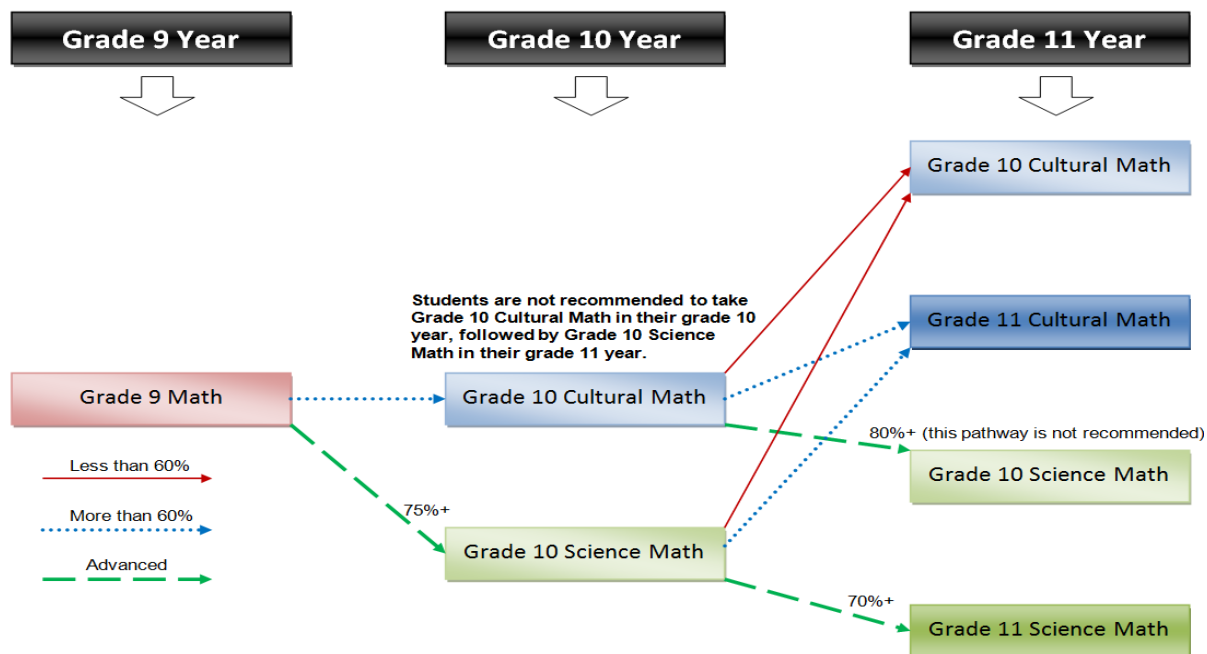 Grade 9 Year
Grade 10 Year
Grade 11 Year
Grade 10 Cultural Math
Students are not recommended to take
Grade 10 Cultural Math in their grade 10
year, followed by Grade 10 Science
Math in their grade 11 year.
Grade 11 Cultural Math
Grade 9 Math
Grade 10 Cultural Math
80%+ (this pathway is not recommended)
Grade 10 Science Math
Less than 60%
More than 60%
Advanced
75%+
Grade 10 Science Math
70%+
Grade 11 Science Math